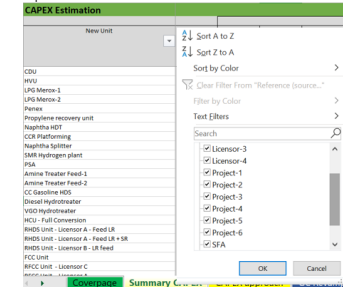 CAPEX Estimation
New Unit
CDU
HVU
LPG Merox-1
LPG Merox-2
Penex
Propylene recovery unit
Naphtha HDT
CCR Platforming
Naphtha Splitter
SMR Hydrogen plant
PSA
Amine Treater Feed-1
Amine Treater Feed-2
CC Gasoline HDS
Diesel Hydrotreater
VGO Hydrotreater
HCU - Full Conversion
RHDS Unit - Licensor A - Feed LR
RHDS Unit - Licensor A - Feed LR + SR
RHDS Unit - Licensor B - LR feed
FCC Unit
RFCC Unit - Licensor C
Sort A to Z
Sort Z to A
Sort by Color
Clear Filter From "Reference (source..."
Filter by Color
Text Filters
Search
Licensor-3
Licensor-4
Project-1
Project-2
Project-3
Project-4
Project-5
Project-6
SFA
OK Cancel
Coverpage Summary